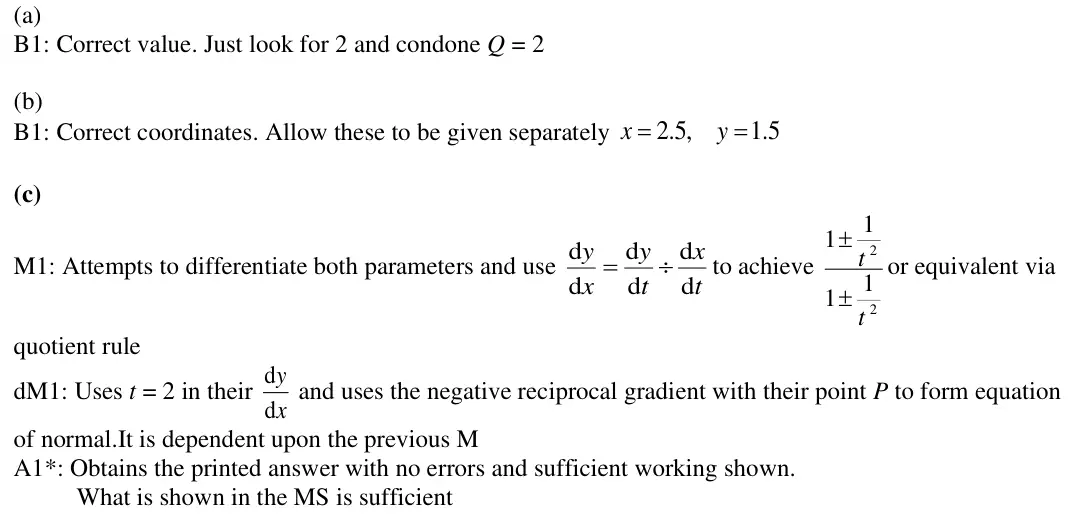 (a)
B1: Correct value. Just look for 2 and condone Q = 2
(b)
B1: Correct coordinates. Allow these to be given separately x = 2.5, y = 1.5
(c)
M1: Attempts to differentiate both parameters and use dy/dx = dy/dt ÷ dx/dt to achieve (1 ± 1/t²)/(1 ± 1/t²) or equivalent via
quotient rule
dM1: Uses t = 2 in their dy/dx and uses the negative reciprocal gradient with their point P to form equation
of normal.It is dependent upon the previous M
A1*: Obtains the printed answer with no errors and sufficient working shown.
What is shown in the MS is sufficient